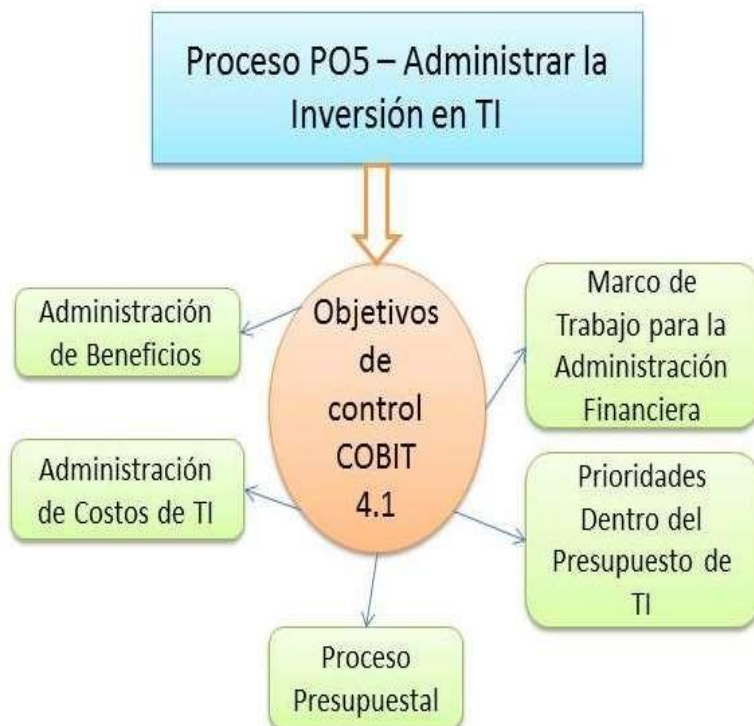 Proceso PO5 – Administrar la
Inversión en TI
Objetivos
de
control
COBIT
4.1
Administración
de Beneficios
Marco de
Trabajo para la
Administración
Financiera
Administración
de Costos de TI
Prioridades
Dentro del
Presupuesto de
TI
Proceso
Presupuestal